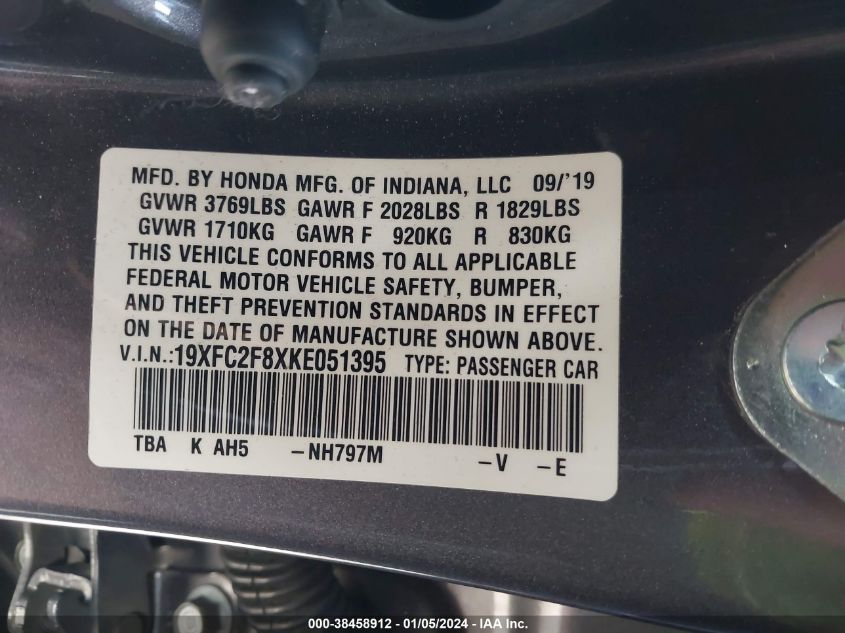 MFD. BY HONDA MFG. OF INDIANA, LLC 09/'19
GVWR 3769LBS GAWR F 2028LBS R 1829LBS
GVWR 1710KG GAWR F 920KG R 830KG
THIS VEHICLE CONFORMS TO ALL APPLICABLE
FEDERAL MOTOR VEHICLE SAFETY, BUMPER,
AND THEFT PREVENTION STANDARDS IN EFFECT
ON THE DATE OF MANUFACTURE SHOWN ABOVE.
V.I.N.:19XFC2F8XKE051395 TYPE: PASSENGER CAR
TBA K AH5 -NH797M -V -E
000-38458912 - 01/05/2024 - IAA Inc.